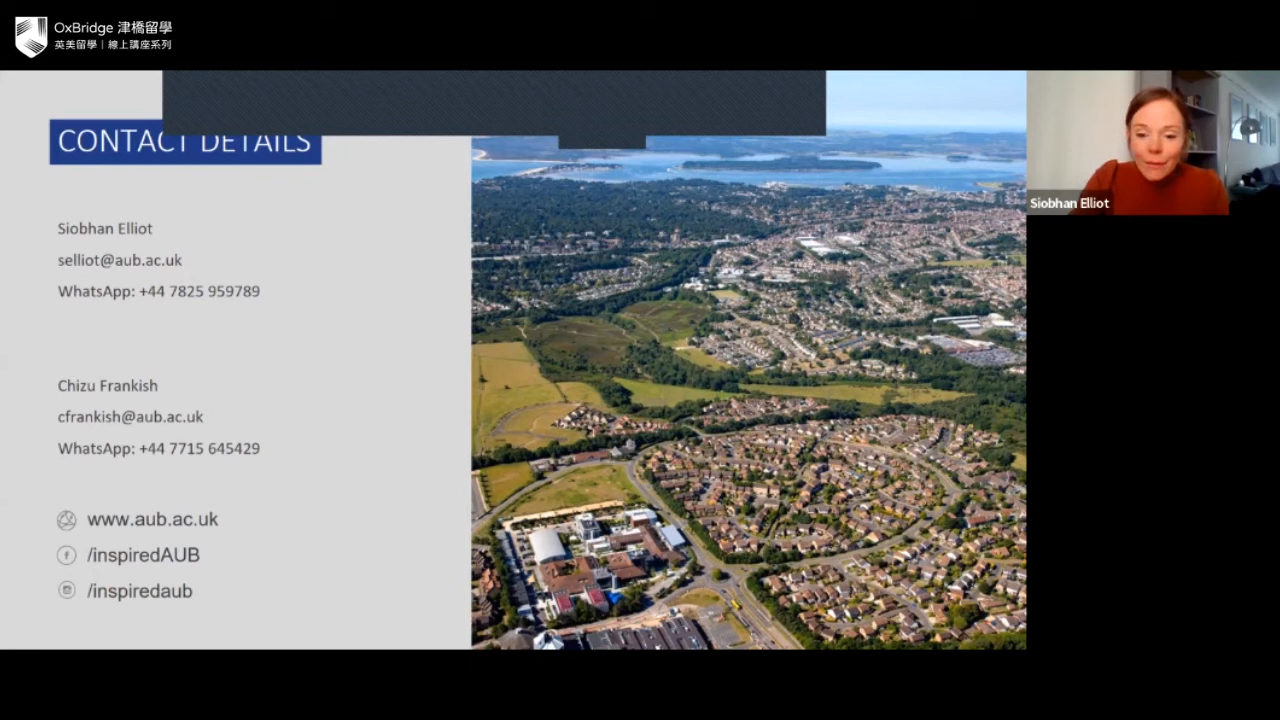 OxBridge 津橋留學
英美留學 | 線上講座系列
CONTACT DETAILS
Siobhan Elliot
selliot@aub.ac.uk
WhatsApp: +44 7825 959789
Chizu Frankish
cfrankish@aub.ac.uk
WhatsApp: +44 7715 645429
www.aub.ac.uk
/inspiredAUB
/inspiredaub
Siobhan Elliot